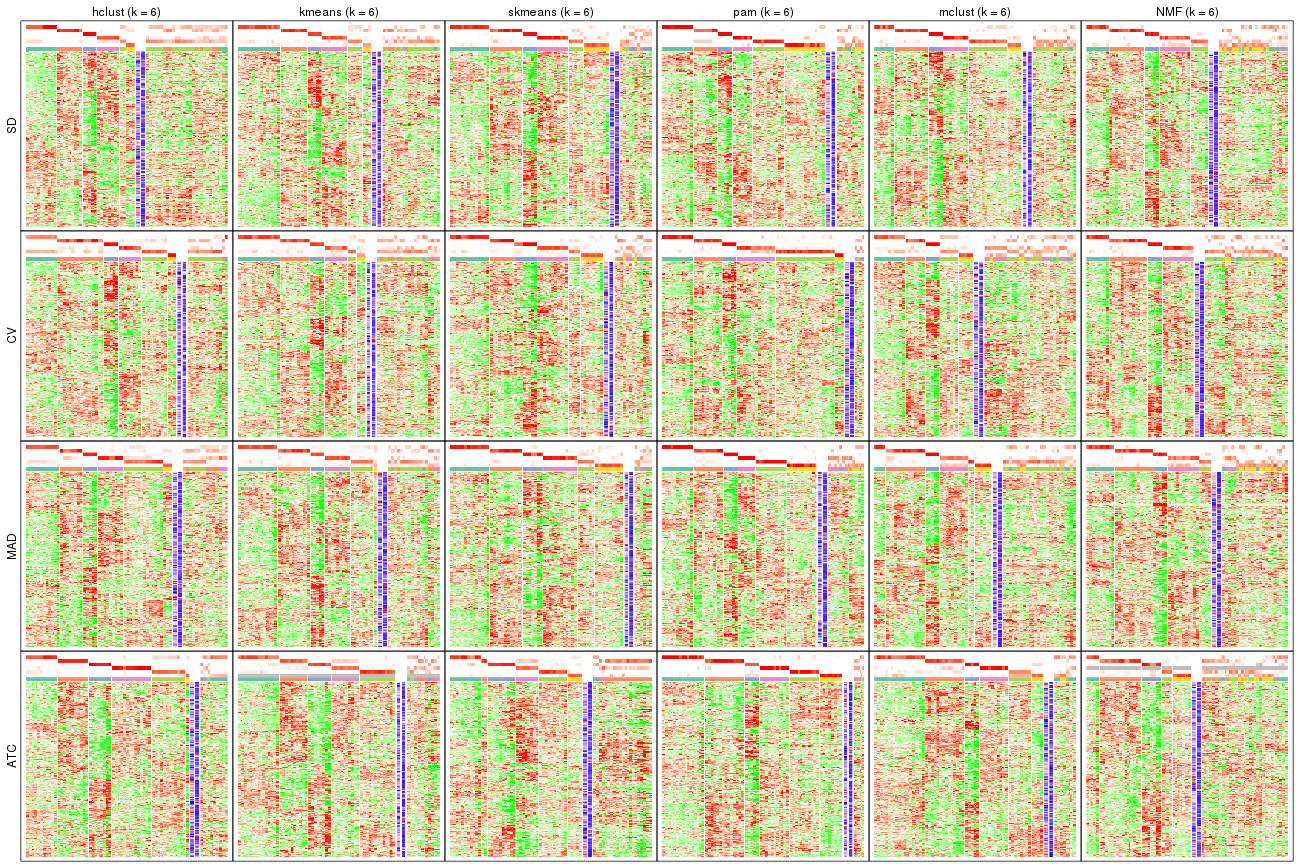 hclust (k = 6) kmeans (k = 6) skmeans (k = 6) pam (k = 6) mclust (k = 6) NMF (k = 6)
SD
CV
MAD
ATC